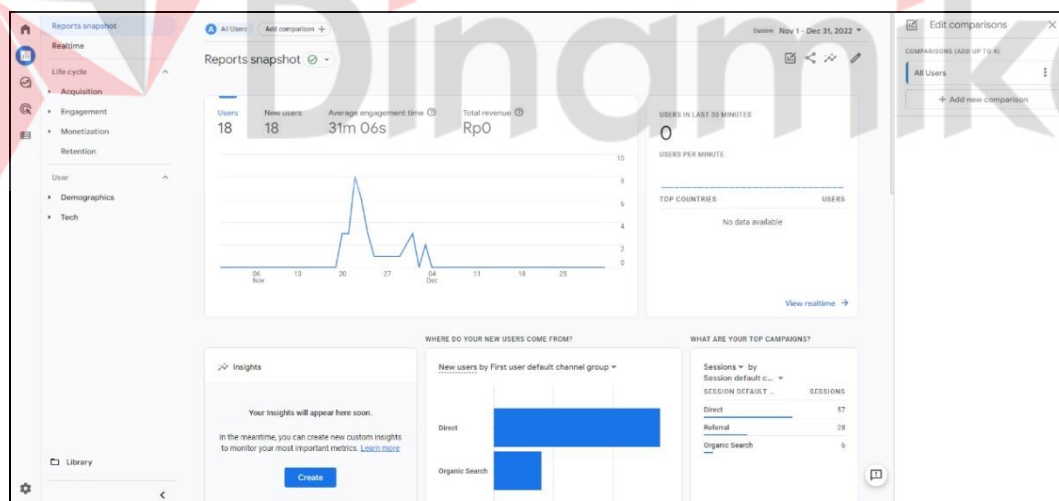 Dinamika
Reports snapshot
Realtime
Life cycle
Acquisition
Engagement
Monetization
Retention
User
Demographics
Tech
Library
A All Users
Add comparison +
Custom Nov 1 - Dec 31, 2022
Reports snapshot
Users
18
New users
18
Average engagement time
31m 06s
Total revenue
Rp0
10
8
6
4
2
0
06
Nov
13
20
27
04
Dec
11
18
25
USERS IN LAST 30 MINUTES
0
USERS PER MINUTE
TOP COUNTRIES USERS
No data available
View realtime
Insights
Your Insights will appear here soon.
In the meantime, you can create new custom insights
to monitor your most important metrics. Learn more
Create
WHERE DO YOUR NEW USERS COME FROM?
New users by First user default channel group
Direct
Organic Search
WHAT ARE YOUR TOP CAMPAIGNS?
Sessions by
Session default c...
SESSION DEFAULT ... SESSIONS
Direct 57
Referral 28
Organic Search 6
Edit comparisons
COMPARISONS (ADD UP TO 4)
All Users
+ Add new comparison